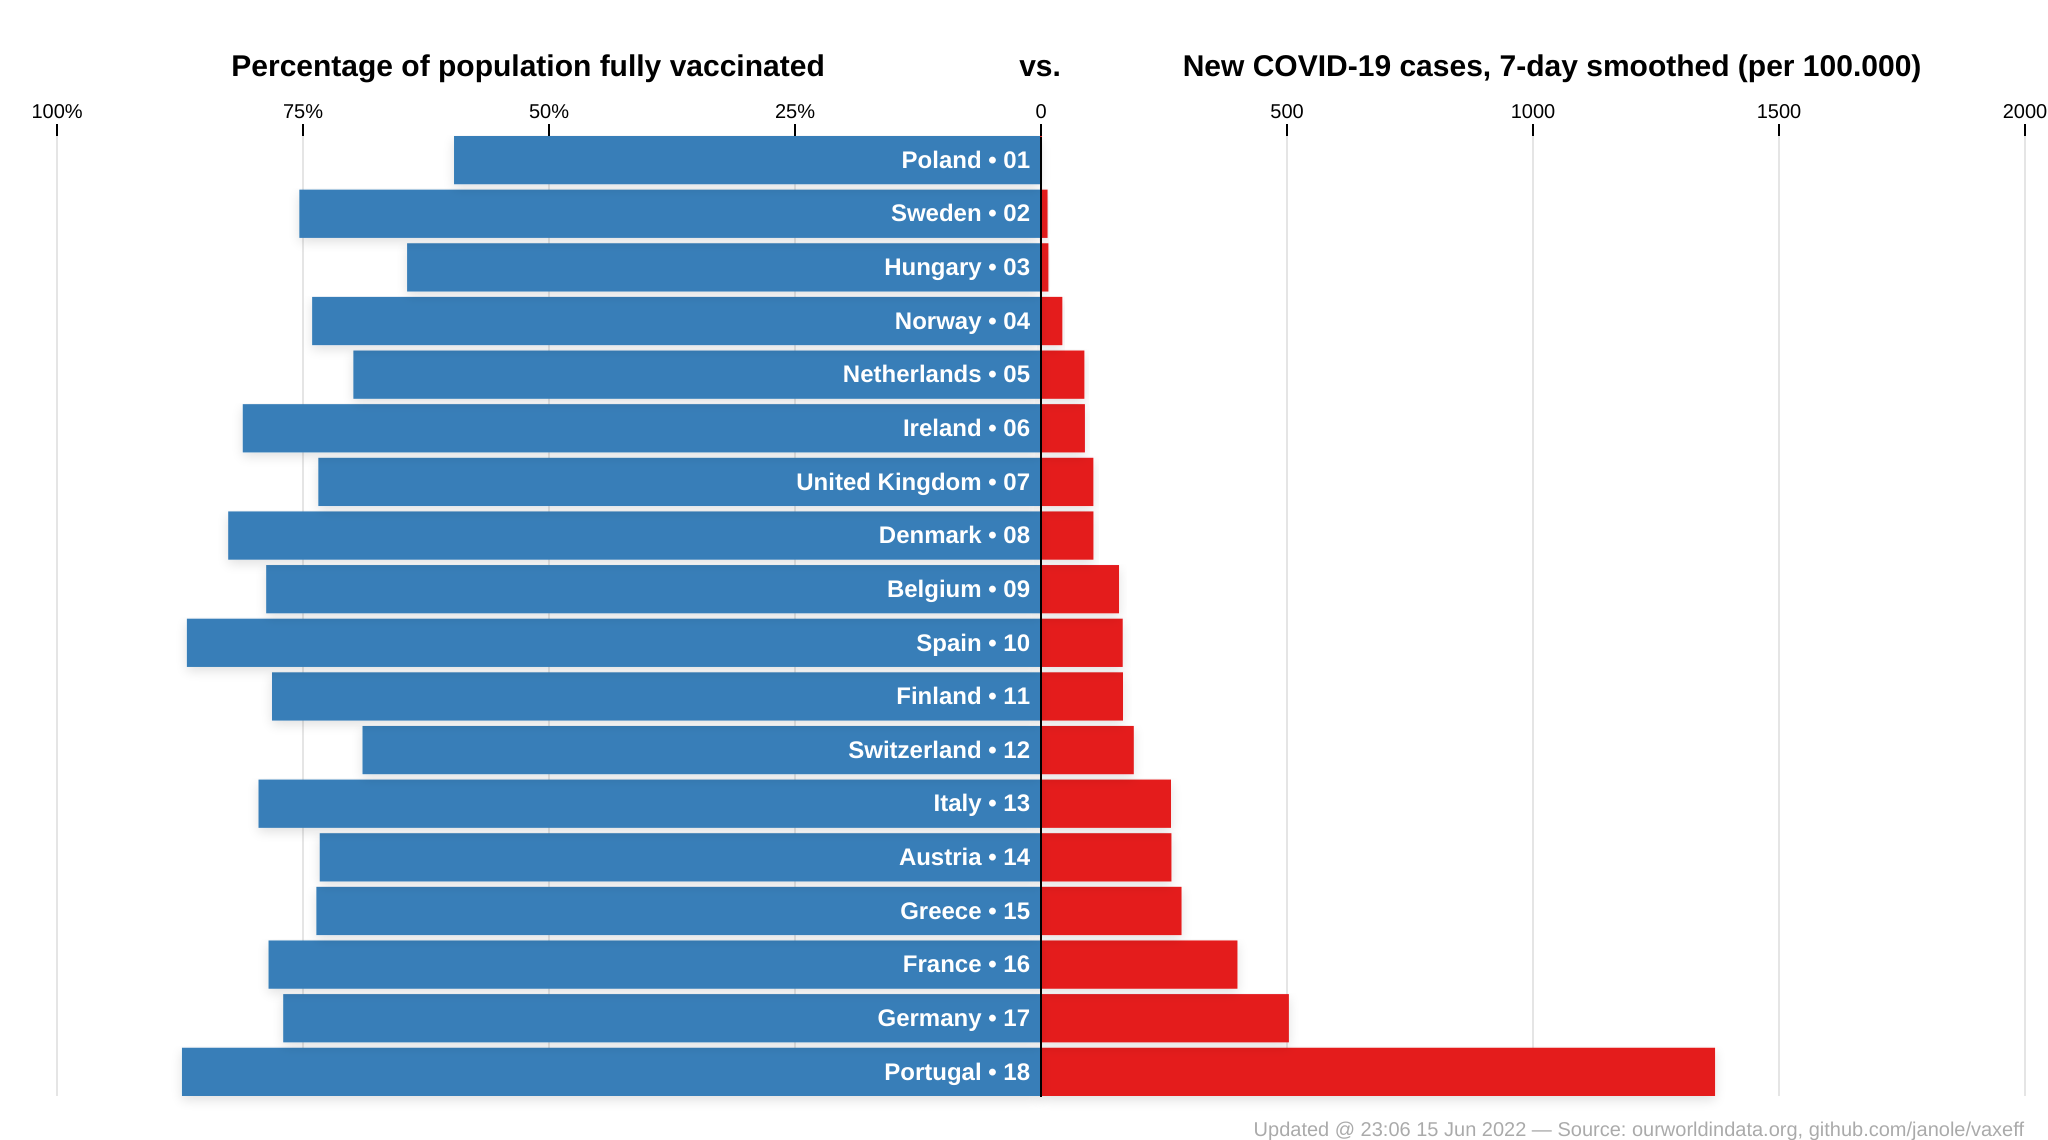 Percentage of population fully vaccinated vs. New COVID-19 cases, 7-day smoothed (per 100.000)
100% 75% 50% 25% 0 500 1000 1500 2000
Poland • 01
Sweden • 02
Hungary • 03
Norway • 04
Netherlands • 05
Ireland • 06
United Kingdom • 07
Denmark • 08
Belgium • 09
Spain • 10
Finland • 11
Switzerland • 12
Italy • 13
Austria • 14
Greece • 15
France • 16
Germany • 17
Portugal • 18
Updated @ 23:06 15 Jun 2022 — Source: ourworldindata.org, github.com/janole/vaxeff